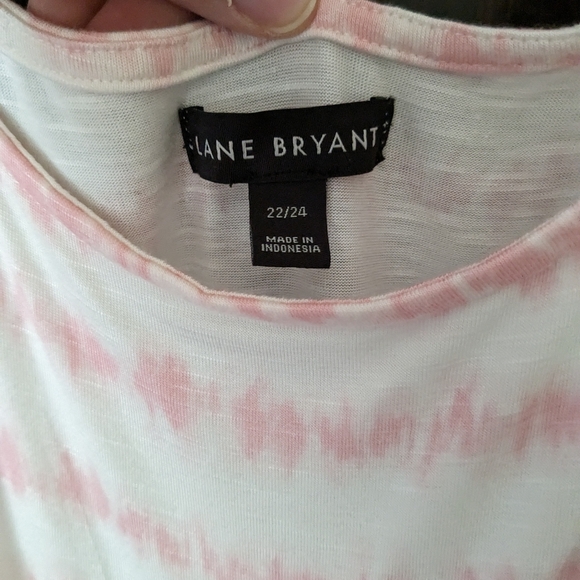 LANE BRYANT
22/24
MADE IN
INDONESIA